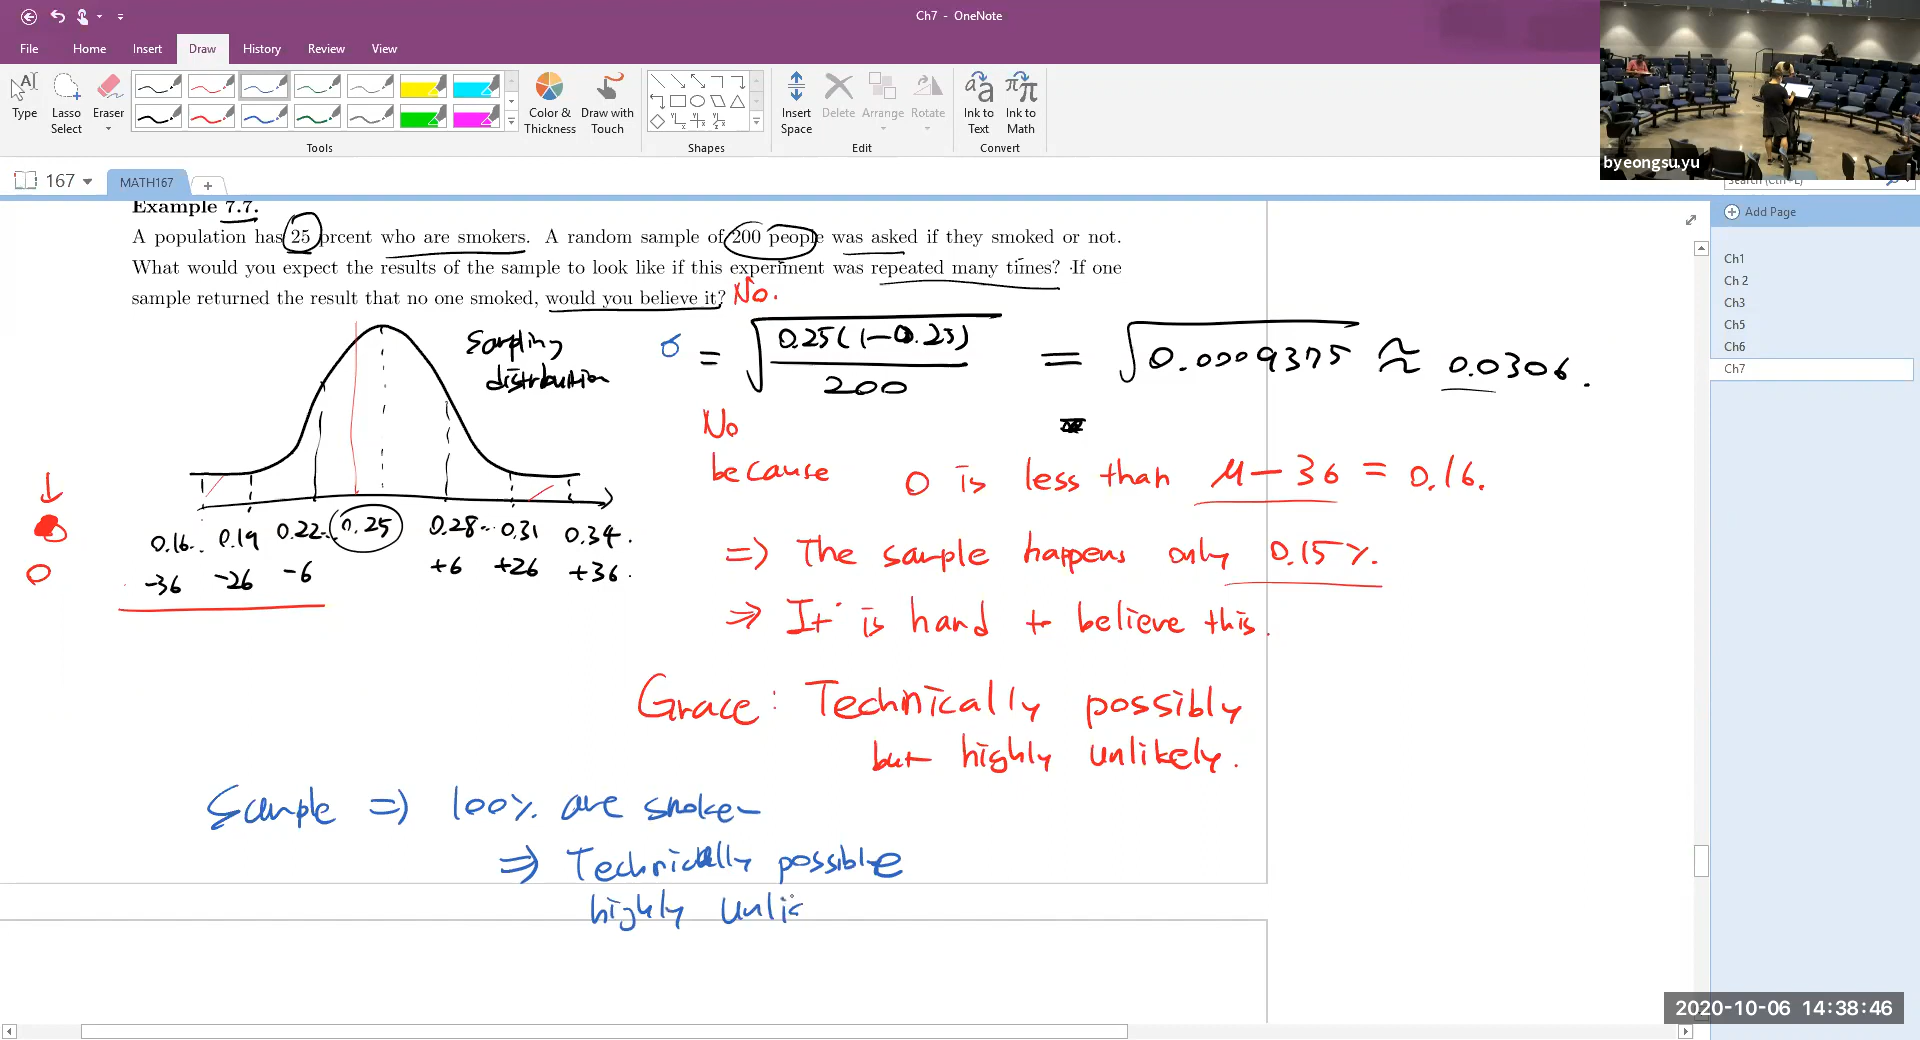 Ch7 - OneNote
File Home Insert Draw History Review View
Type
Lasso Select
Eraser
Color & Thickness
Draw with Touch
Insert Space
Delete
Arrange
Rotate
Ink to Text
Ink to Math
Tools
Shapes
Edit
Convert
byeongsu.yu
167
MATH167
Search (Ctrl+E)
Add Page
Ch1
Ch 2
Ch3
Ch5
Ch6
Ch7
Example 7.7.
A population has 25 prcent who are smokers. A random sample of 200 people was asked if they smoked or not.
What would you expect the results of the sample to look like if this experiment was repeated many times? If one
sample returned the result that no one smoked, would you believe it? No.
Sampling
distribution
σ = √0.25(1-0.25)/200 = √0.0009375 ≈ 0.0306.
No
because 0 is less than μ-3σ = 0.16.
0.16 0.19 0.22 0.25 0.28 0.31 0.34
0 -3σ -2σ -σ +σ +2σ +3σ
⇒ The sample happens only 0.15%.
⇒ It is hard to believe this.
Grace: Technically possibly
but highly unlikely.
Sample ⇒ 100% are smoker
⇒ Technically possible
highly unlik
2020-10-06 14:38:46